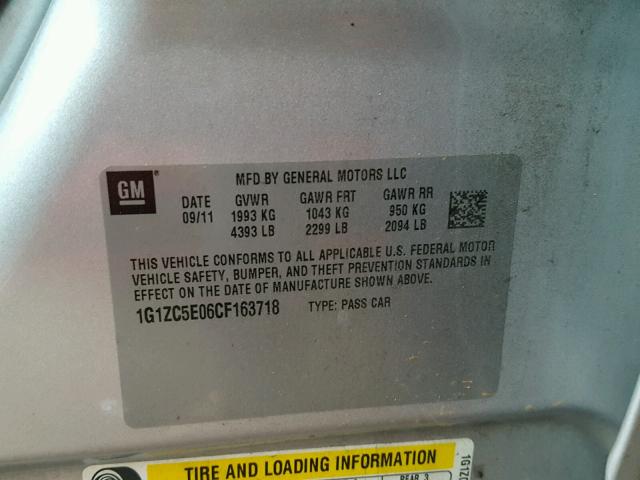 GM
MFD BY GENERAL MOTORS LLC
DATE GVWR GAWR FRT GAWR RR
09/11 1993 KG 1043 KG 950 KG
4393 LB 2299 LB 2094 LB
THIS VEHICLE CONFORMS TO ALL APPLICABLE U.S. FEDERAL MOTOR
VEHICLE SAFETY, BUMPER, AND THEFT PREVENTION STANDARDS IN
EFFECT ON THE DATE OF MANUFACTURE SHOWN ABOVE.
1G1ZC5E06CF163718 TYPE: PASS CAR
TIRE AND LOADING INFORMATION
REAR 3
1G1ZC